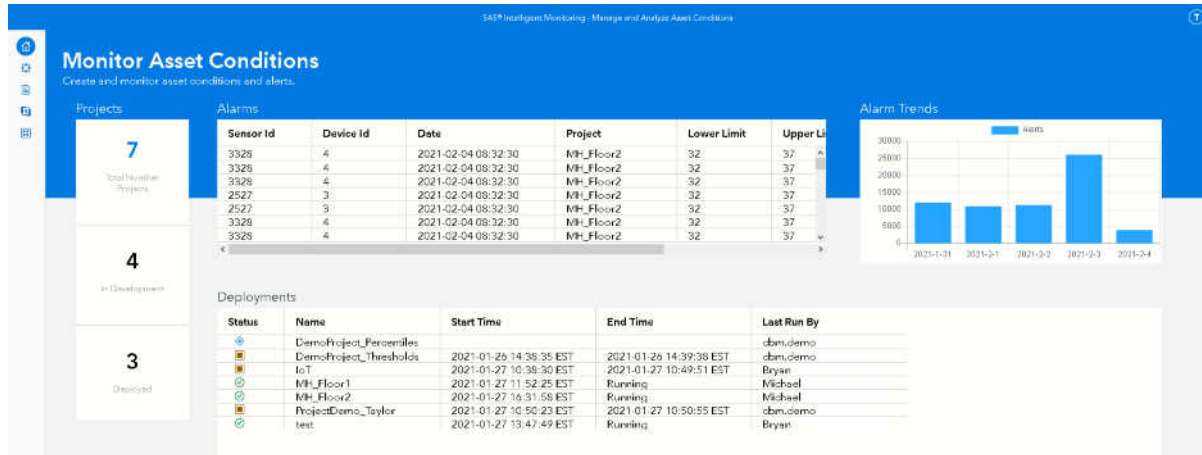 SAS® Intelligent Monitoring - Manage and Analyze Asset Conditions
Monitor Asset Conditions
Create and monitor asset conditions and alerts.
Projects
7
Total Number
Projects
4
In Development
3
Deployed
Alarms
Sensor Id Device Id Date Project Lower Limit Upper Li
3328 4 2021-02-04 08:32:30 MH_Floor2 32 37
3328 4 2021-02-04 08:32:30 MH_Floor2 32 37
3328 4 2021-02-04 08:32:30 MH_Floor2 32 37
2527 3 2021-02-04 08:32:30 MH_Floor2 32 37
2527 3 2021-02-04 08:32:30 MH_Floor2 32 37
3328 4 2021-02-04 08:32:30 MH_Floor2 32 37
3328 4 2021-02-04 08:32:30 MH_Floor2 32 37
Alarm Trends
Alerts
30000
25000
20000
15000
10000
5000
0
2021-1-31 2021-2-1 2021-2-2 2021-2-3 2021-2-4
Deployments
Status Name Start Time End Time Last Run By
DemoProject_Percentiles cbm.demo
DemoProject_Thresholds 2021-01-26 14:38:35 EST 2021-01-26 14:39:38 EST cbm.demo
IoT 2021-01-27 10:38:30 EST 2021-01-27 10:49:51 EST Bryan
MH_Floor1 2021-01-27 11:52:25 EST Running Michael
MH_Floor2 2021-01-27 16:31:58 EST Running Michael
ProjectDemo_Taylor 2021-01-27 10:50:23 EST 2021-01-27 10:50:55 EST cbm.demo
test 2021-01-27 13:47:49 EST Running Bryan